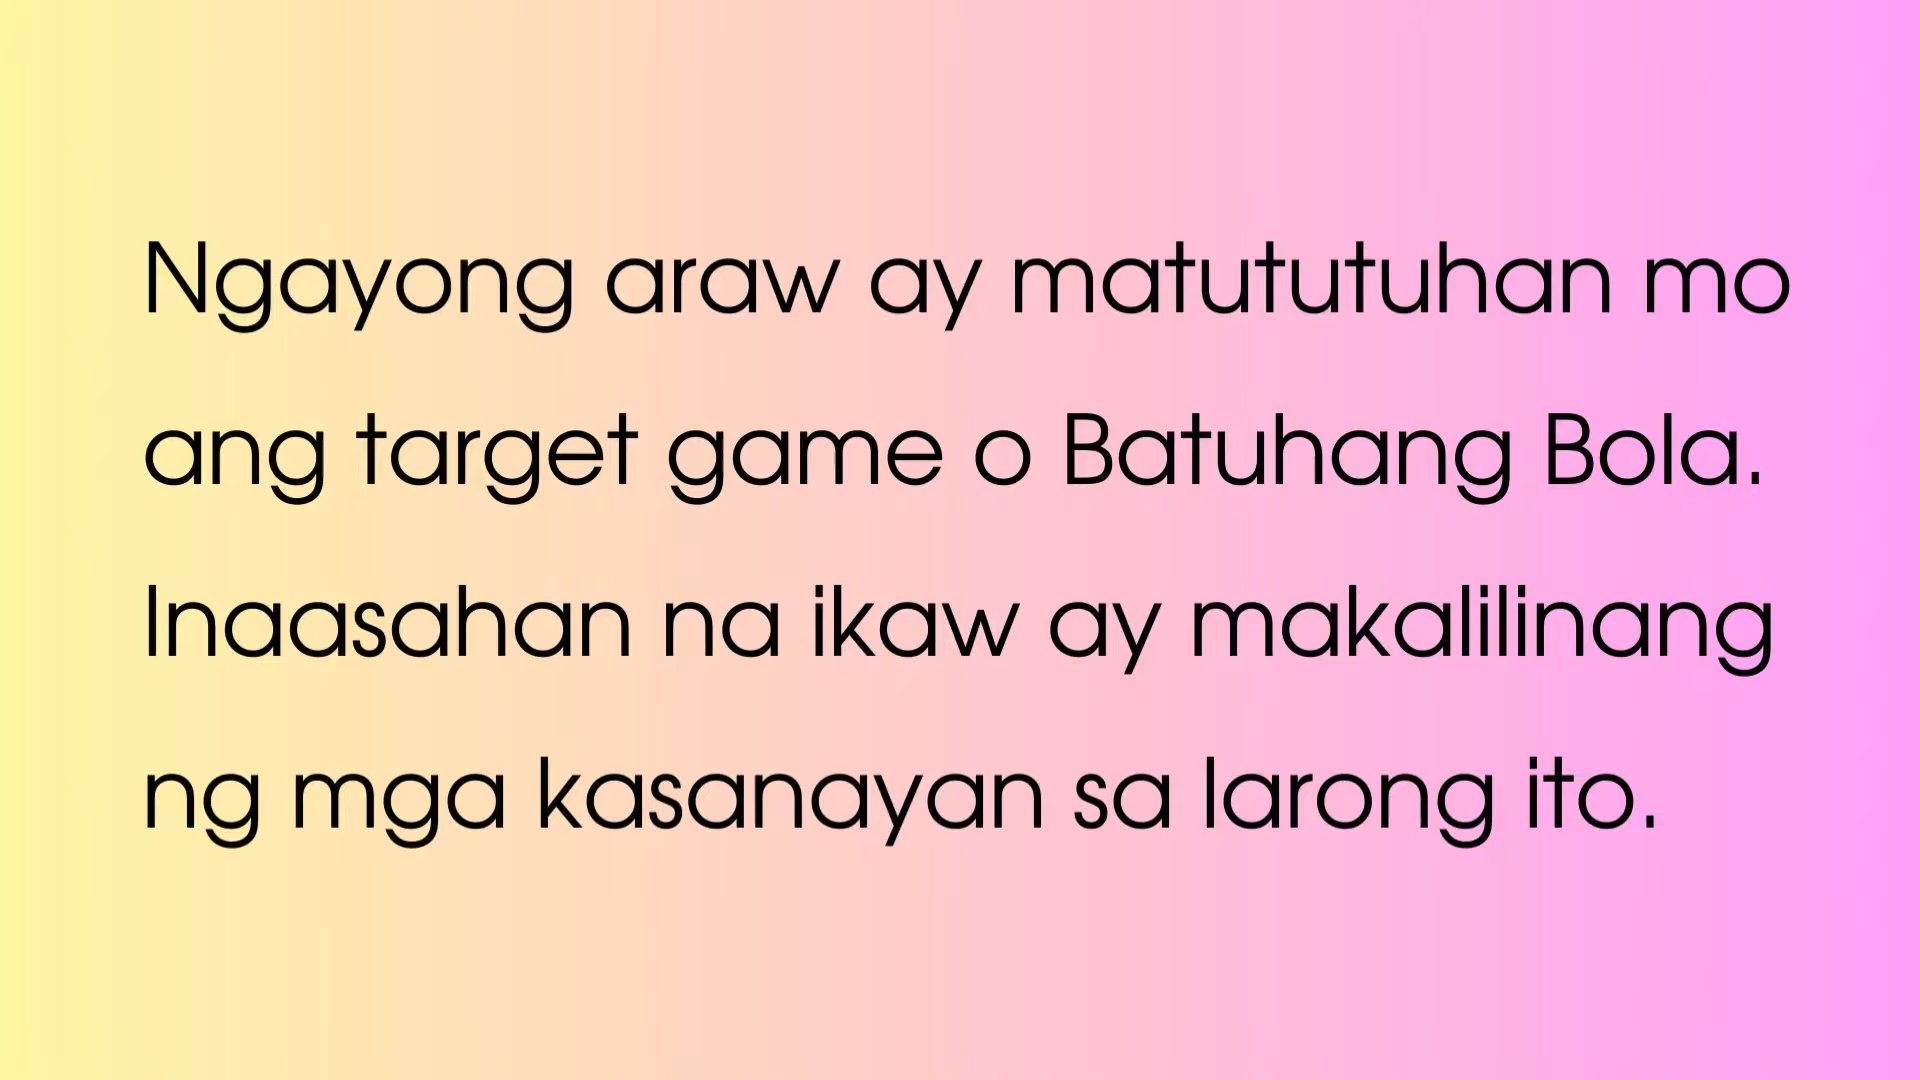 Ngayong araw ay matututuhan mo
ang target game o Batuhang Bola.
Inaasahan na ikaw ay makalilinang
ng mga kasanayan sa larong ito.